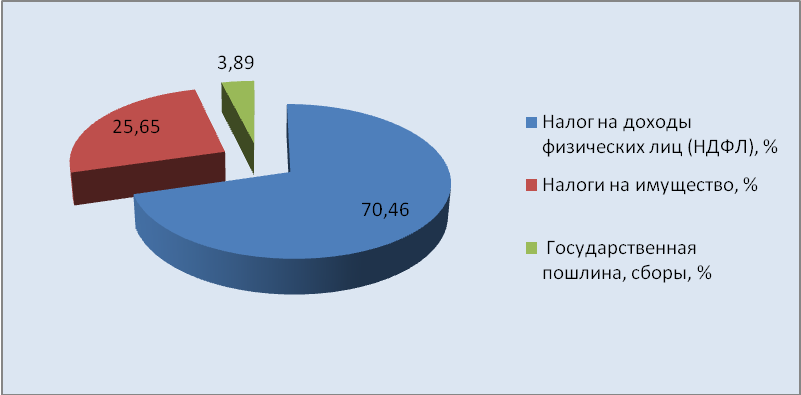 3,89
25,65
70,46
Налог на доходы
физических лиц (НДФЛ), %
Налоги на имущество, %
Государственная
пошлина, сборы, %